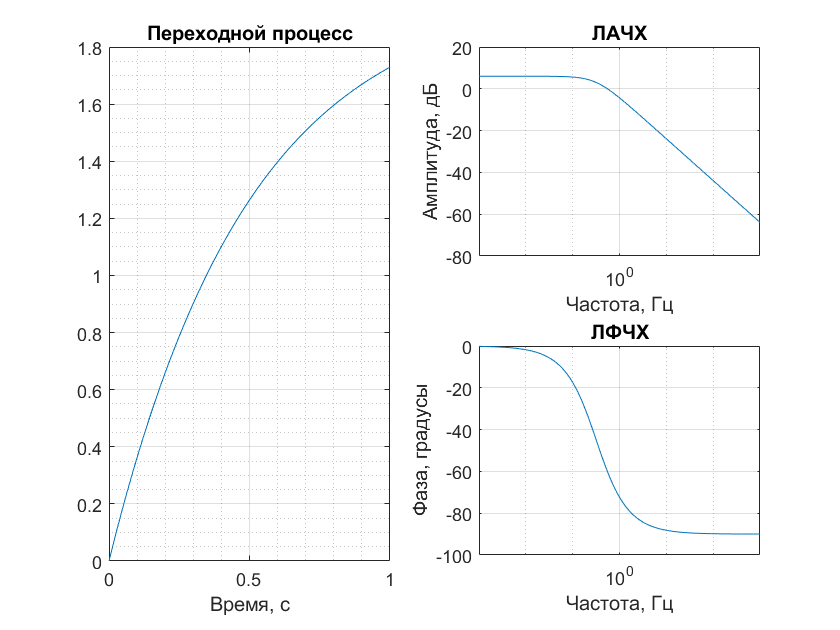 Переходной процесс
1.8
1.6
1.4
1.2
1
0.8
0.6
0.4
0.2
0
0 0.5 1
Время, с
ЛАЧХ
20
0
-20
-40
-60
-80
Амплитуда, дБ
10^0
Частота, Гц
ЛФЧХ
0
-20
-40
-60
-80
-100
Фаза, градусы
10^0
Частота, Гц